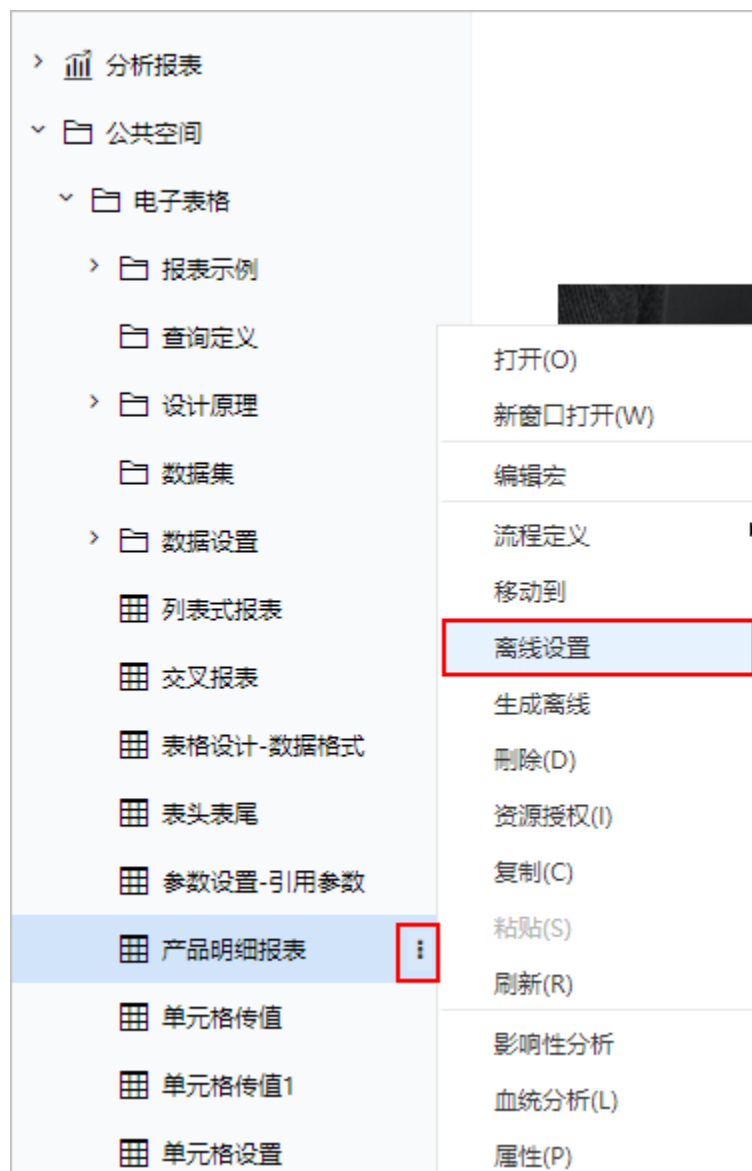 分析报表
公共空间
电子表格
报表示例
查询定义
设计原理
数据集
数据设置
列表式报表
交叉报表
表格设计-数据格式
表头表尾
参数设置-引用参数
产品明细报表
单元格传值
单元格传值1
单元格设置
打开(O)
新窗口打开(W)
编辑宏
流程定义
移动到
离线设置
生成离线
刪除(D)
资源授权(I)
复制(C)
粘贴(S)
刷新(R)
影响性分析
血统分析(L)
属性(P)